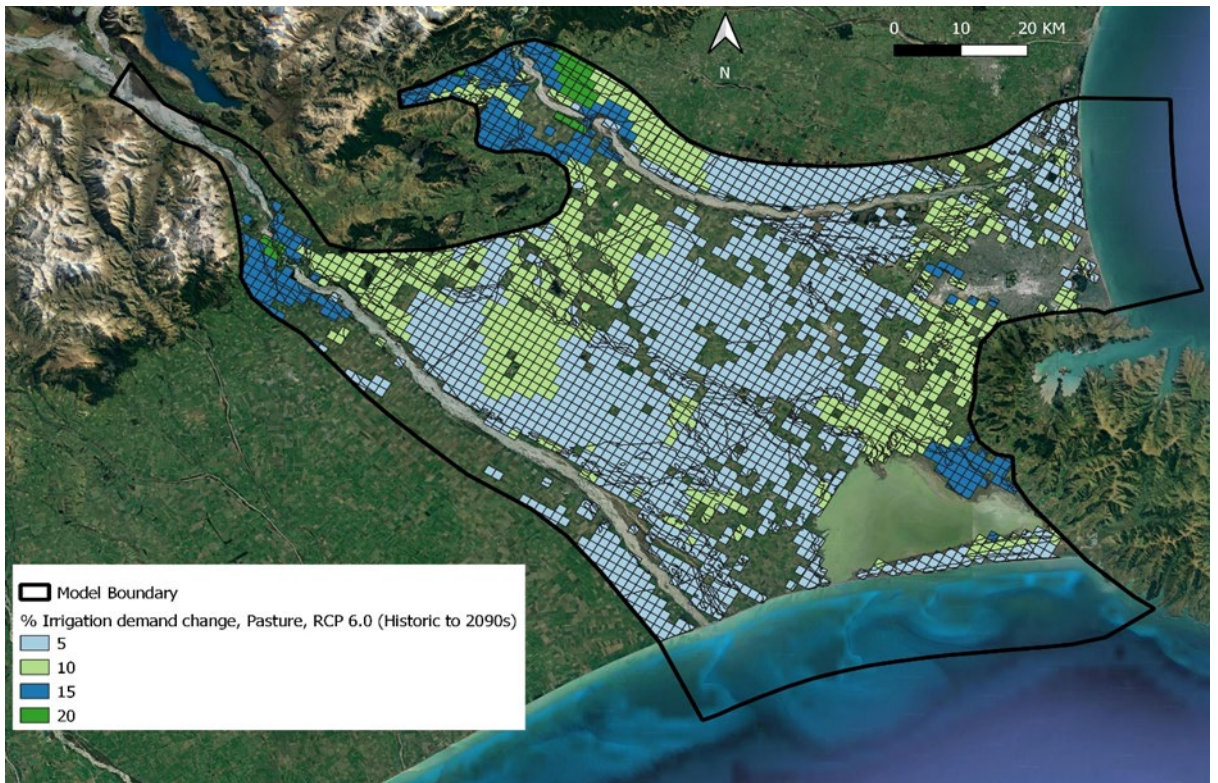 0 10 20 KM
N
Model Boundary
% Irrigation demand change, Pasture, RCP 6.0 (Historic to 2090s)
5
10
15
20